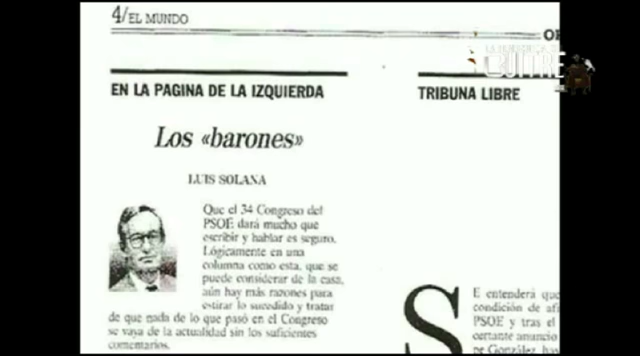 4/EL MUNDO
EN LA PAGINA DE LA IZQUIERDA
TRIBUNA LIBRE
BUITRE
Los «barones»
LUIS SOLANA
Que el 34 Congreso del
PSOE dará mucho que
escribir y hablar es seguro.
Lógicamente en una
columna como esta, que se
puede considerar de la casa,
aún hay más razones para
estirar lo sucedido y tratar
de que nada de lo que pasó en el Congreso
se vaya de la actualidad sin los suficientes
comentarios.
SE entenderá que
condición de
PSOE y tras el
certante anuncio
González,